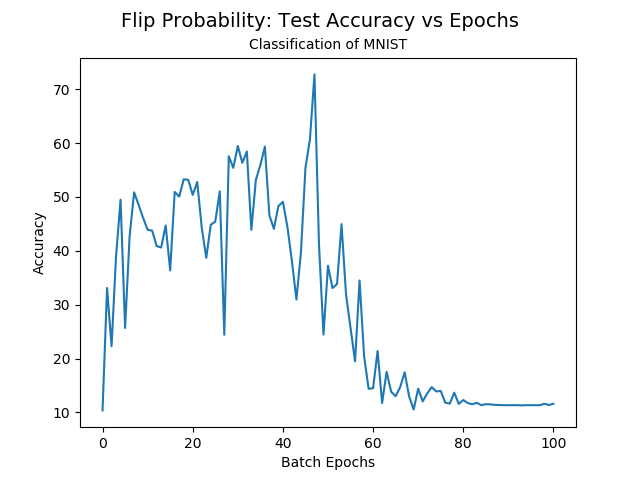 Flip Probability: Test Accuracy vs Epochs
Classification of MNIST
70
60
50
40
30
20
10
Accuracy
0 20 40 60 80 100
Batch Epochs